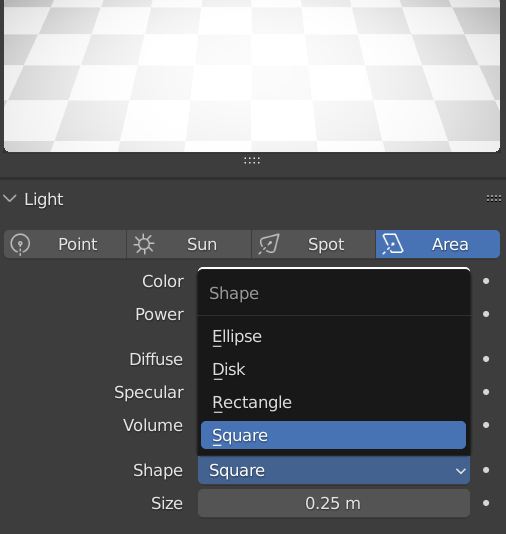 Light
Point Sun Spot Area
Color
Shape
Power
Ellipse
Diffuse
Disk
Specular
Rectangle
Volume
Square
Shape Square
Size 0.25 m